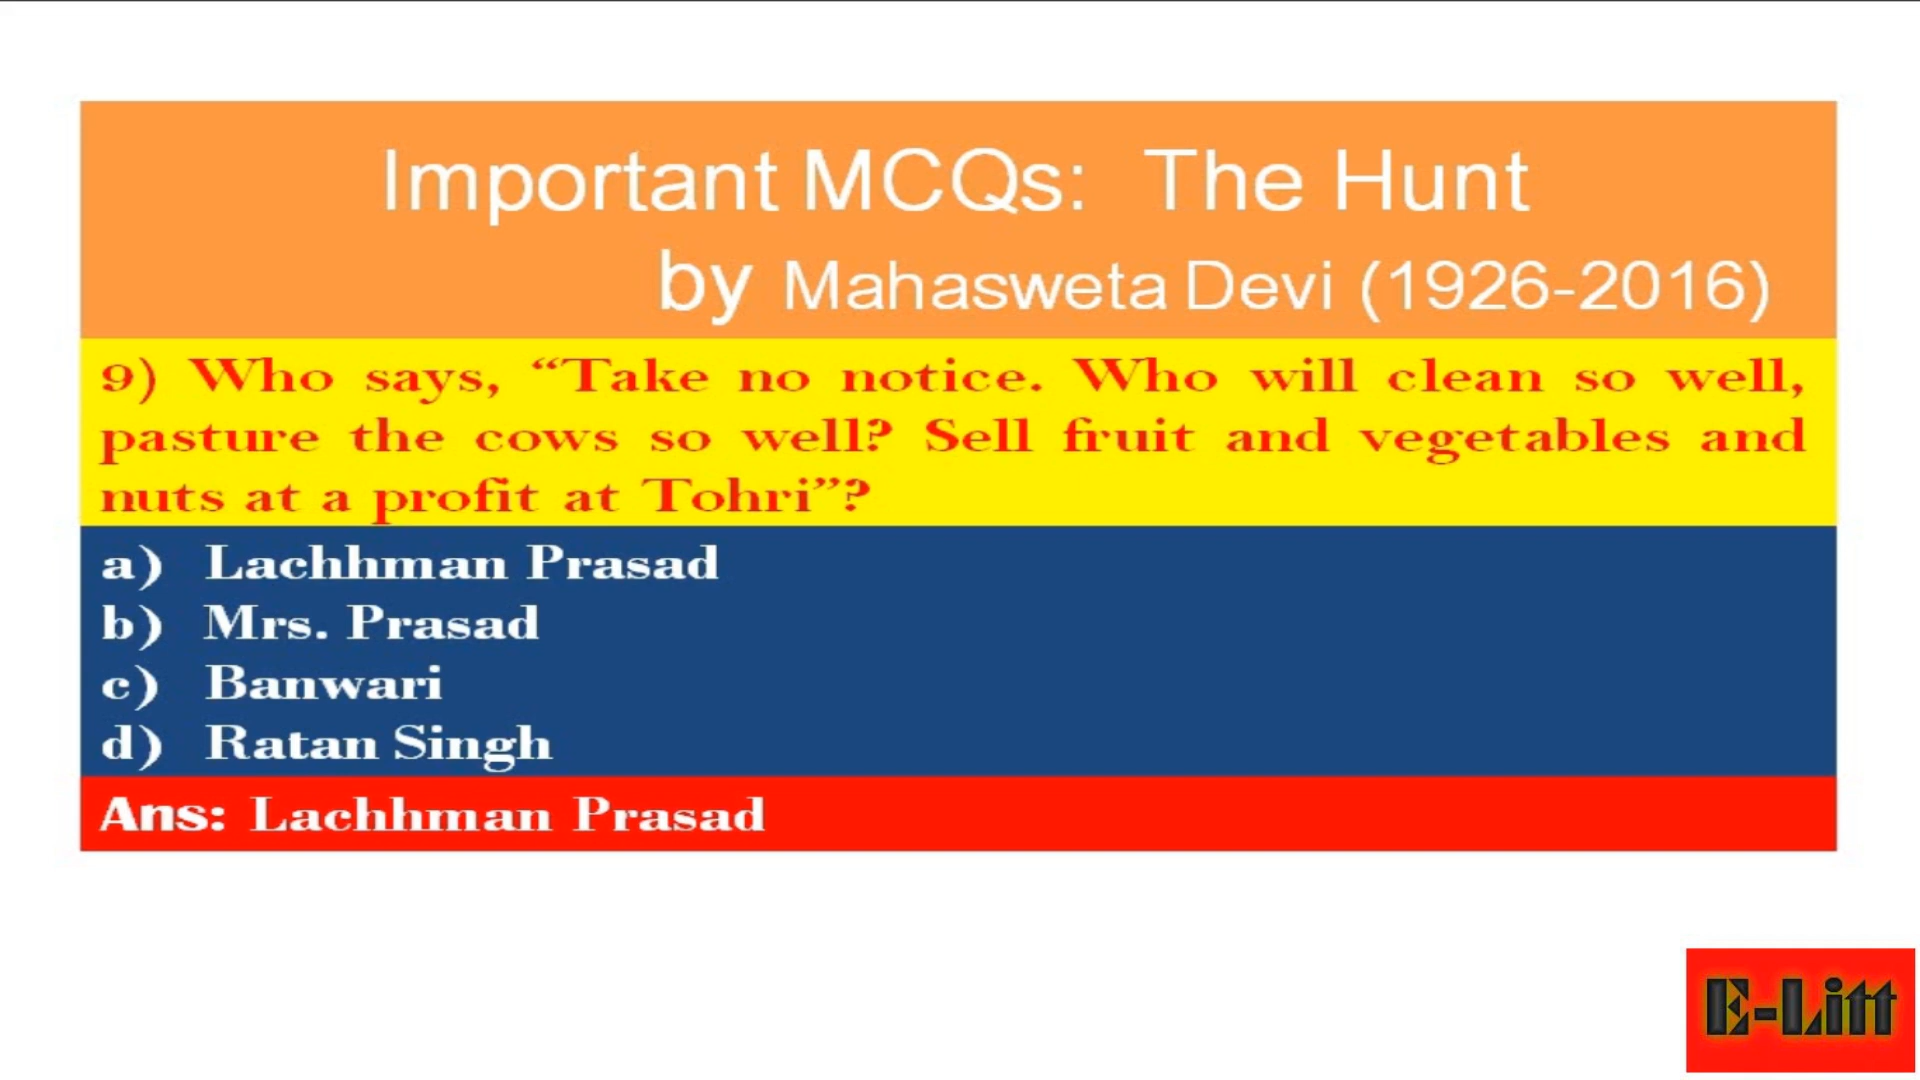 Important MCQs: The Hunt
by Mahasweta Devi (1926-2016)
9) Who says, “Take no notice. Who will clean so well,
pasture the cows so well? Sell fruit and vegetables and
nuts at a profit at Tohri”?
a) Lachhman Prasad
b) Mrs. Prasad
c) Banwari
d) Ratan Singh
Ans: Lachhman Prasad
E-Litt